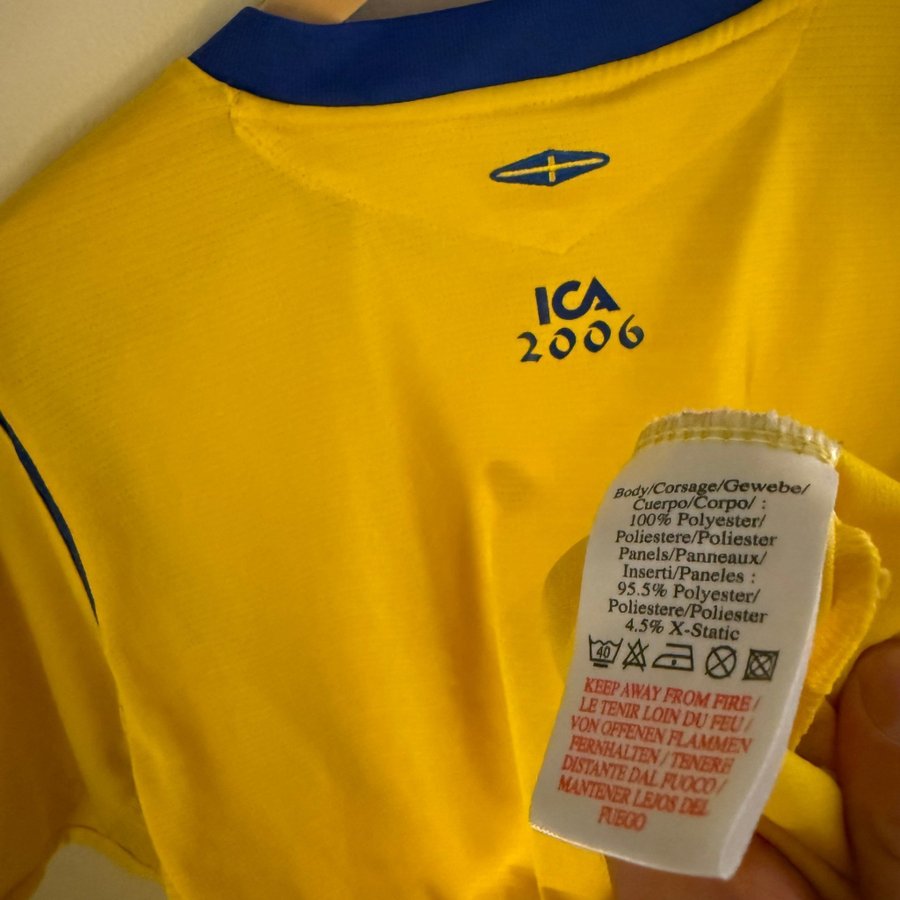 ICA
2006
Body/Corsage/Gewebe/
Cuerpo/Corpo/ :
100% Polyester/
Poliestere/Poliester
Panels/Panneaux/
Inserti/Paneles :
95.5% Polyester/
Poliestere/Poliester
4.5% X-Static
40
KEEP AWAY FROM FIRE /
LE TENIR LOIN DU FEU /
VON OFFENEN FLAMMEN
FERNHALTEN / TENERE
DISTANTE DAL FUOCO /
MANTENER LEJOS DEL
FUEGO